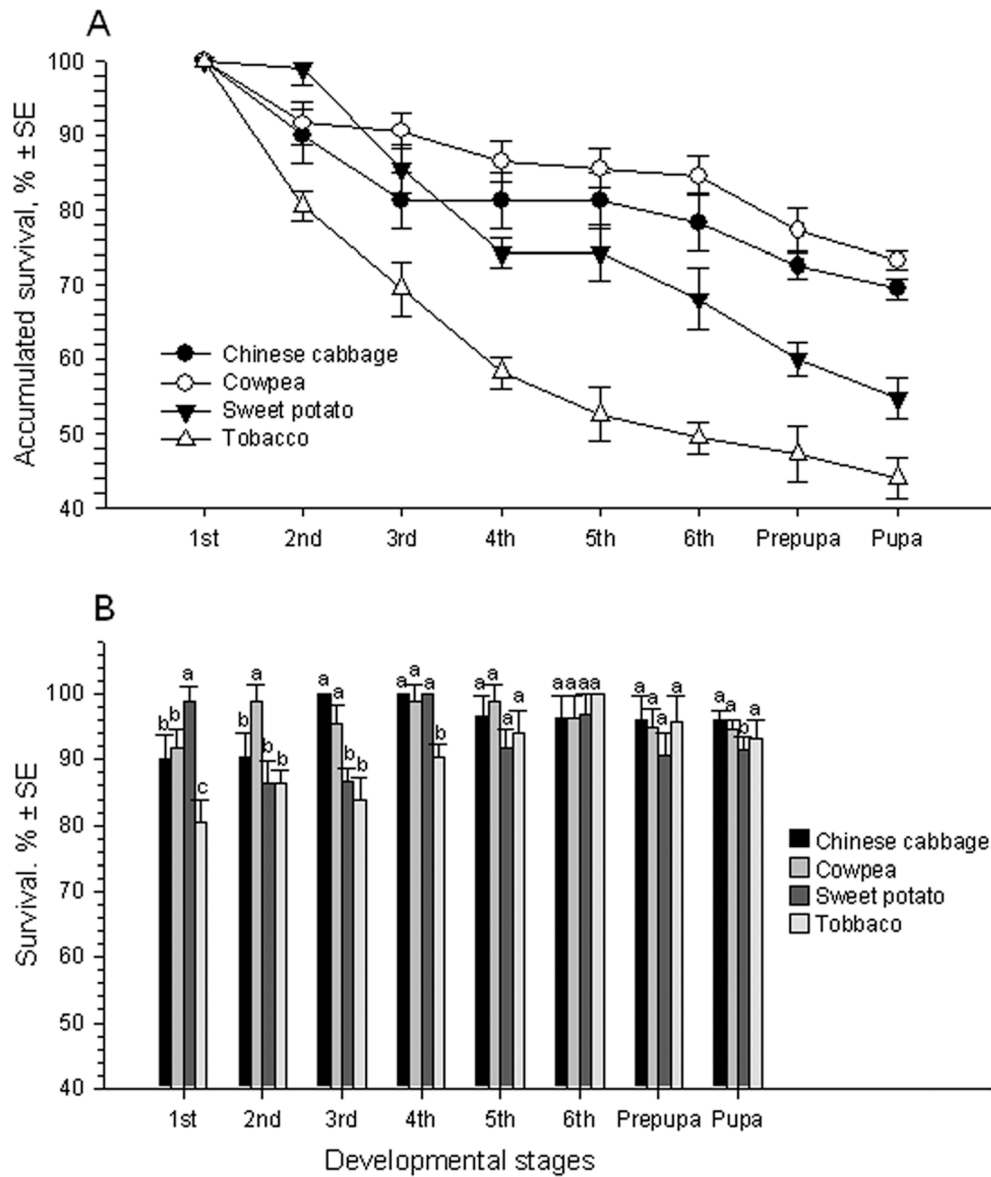 A
Accumulated survival, % ± SE
100
90
80
70
60
50
40
Chinese cabbage
Cowpea
Sweet potato
Tobacco
1st 2nd 3rd 4th 5th 6th Prepupa Pupa
B
Survival. % ± SE
100
90
80
70
60
50
40
b b a c
b a b b
a a b b
a a a b
a a a a
a a a a
a a a a
a a b a
Chinese cabbage
Cowpea
Sweet potato
Tobbaco
1st 2nd 3rd 4th 5th 6th Prepupa Pupa
Developmental stages